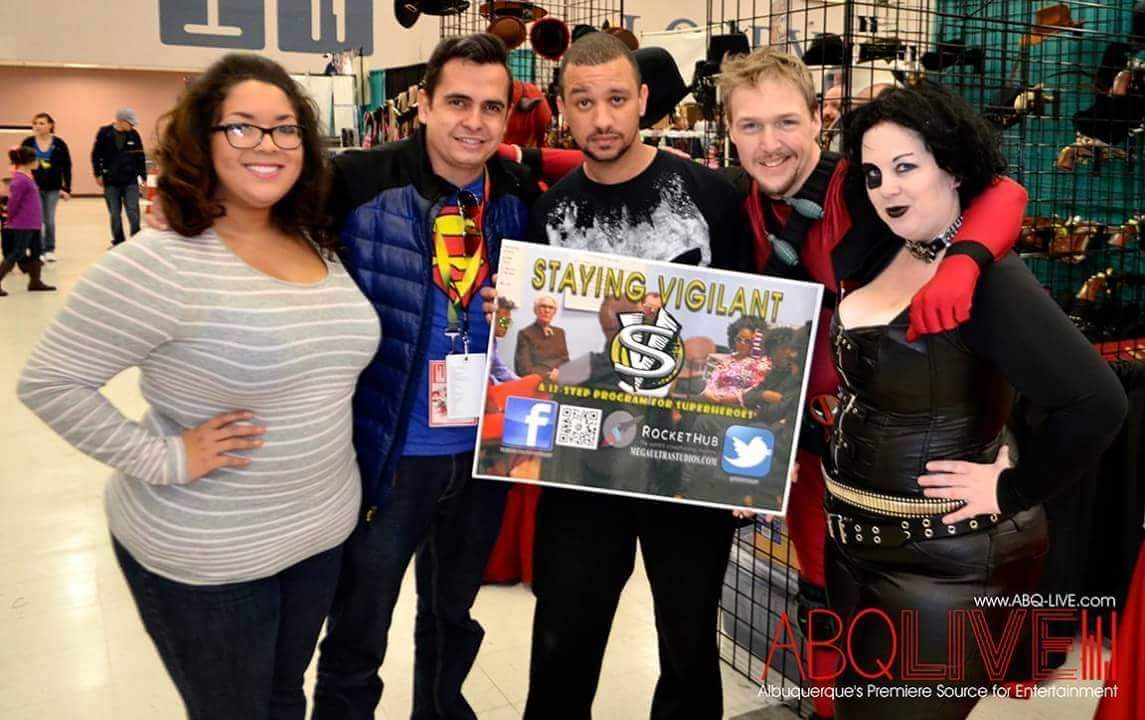 STAYING VIGILANT
VS
A 12-STEP PROGRAM FOR SUPERHEROES
f
ROCKETHUB
MEGAULTRASTUDIOS.COM
www.ABQ-LIVE.com
ABQLIVE
Albuquerque's Premiere Source for Entertainment